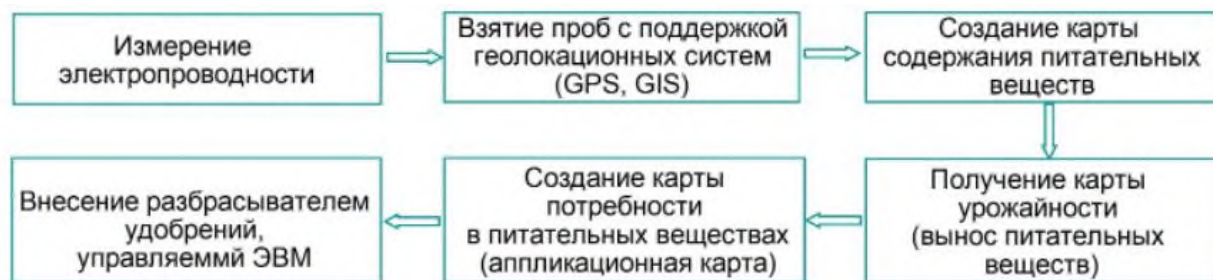 Измерение
электропроводности
Взятие проб с поддержкой
геолокационных систем
(GPS, GIS)
Создание карты
содержания питательных
веществ
Получение карты
урожайности
(вынос питательных
веществ)
Создание карты
потребности
в питательных веществах
(аппликационная карта)
Внесение разбрасывателем
удобрений,
управляеммй ЭВМ